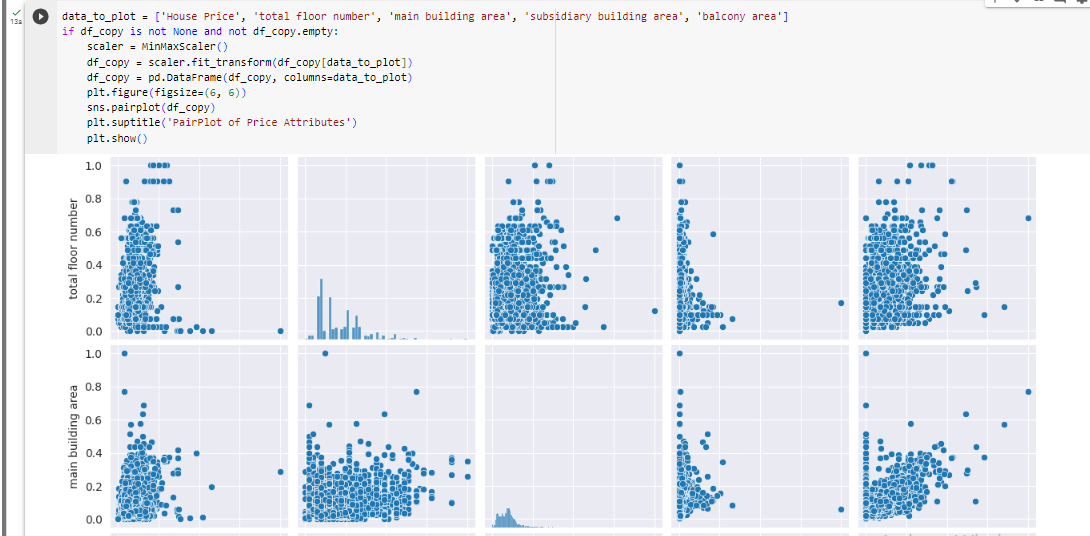 13s
data_to_plot = ['House Price', 'total floor number', 'main building area', 'subsidiary building area', 'balcony area']
if df_copy is not None and not df_copy.empty:
    scaler = MinMaxScaler()
    df_copy = scaler.fit_transform(df_copy[data_to_plot])
    df_copy = pd.DataFrame(df_copy, columns=data_to_plot)
    plt.figure(figsize=(6, 6))
    sns.pairplot(df_copy)
    plt.suptitle('PairPlot of Price Attributes')
    plt.show()
1.0
0.8
0.6
0.4
0.2
0.0
total floor number
1.0
0.8
0.6
0.4
0.2
0.0
main building area